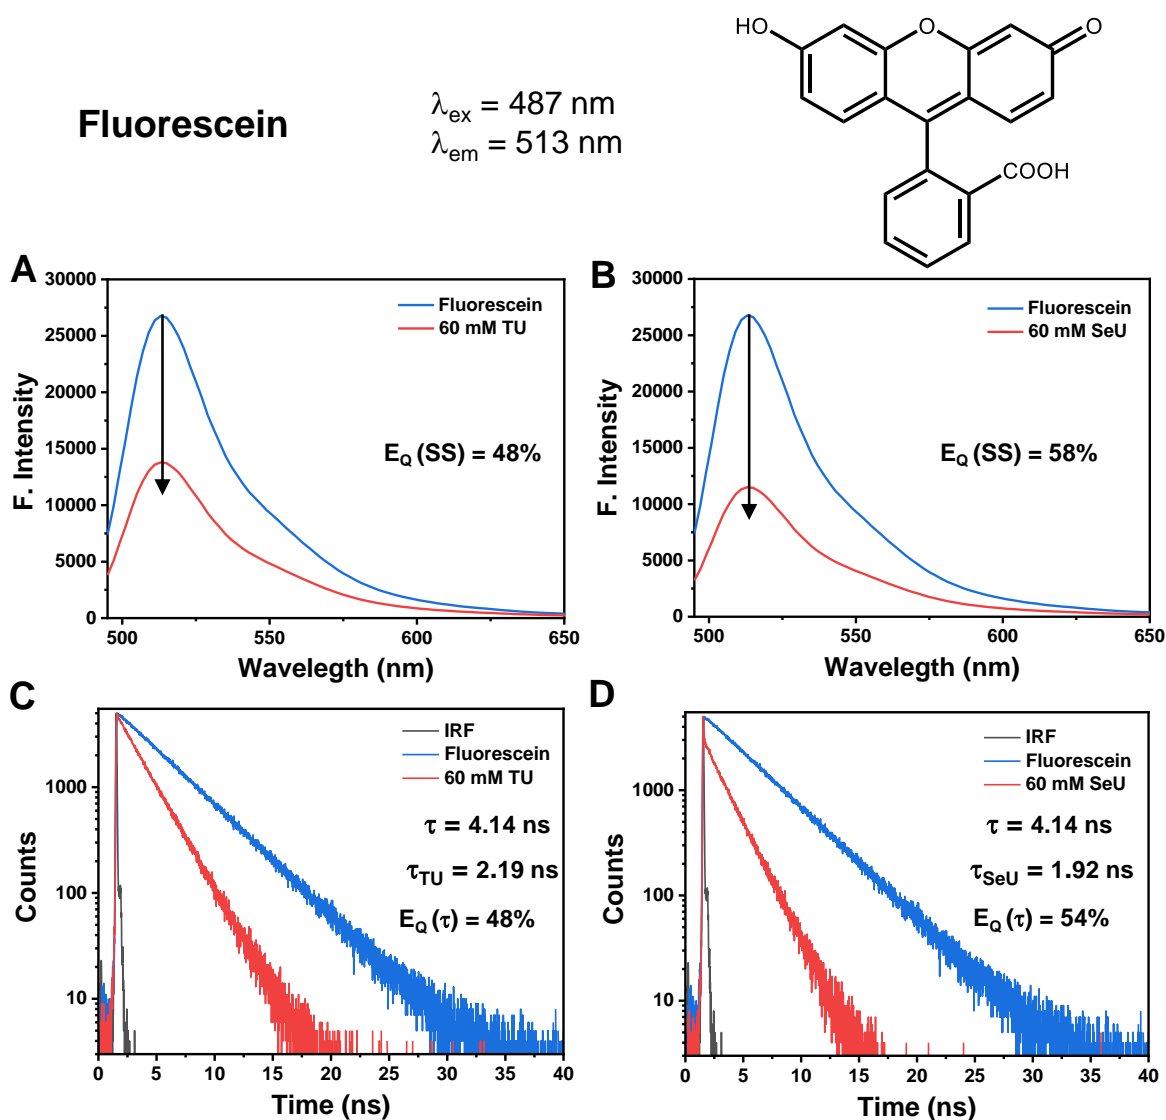 HO
O
O
COOH
Fluorescein
λex = 487 nm
λem = 513 nm
A
30000
25000
20000
15000
10000
5000
0
F. Intensity
Fluorescein
60 mM TU
EQ (SS) = 48%
500
550
600
650
Wavelegth (nm)
B
30000
25000
20000
15000
10000
5000
0
F. Intensity
Fluorescein
60 mM SeU
EQ (SS) = 58%
500
550
600
650
Wavelegth (nm)
C
1000
100
10
Counts
IRF
Fluorescein
60 mM TU
τ = 4.14 ns
τTU = 2.19 ns
EQ (τ) = 48%
0
5
10
15
20
25
30
35
40
Time (ns)
D
1000
100
10
Counts
IRF
Fluorescein
60 mM SeU
τ = 4.14 ns
τSeU = 1.92 ns
EQ (τ) = 54%
0
5
10
15
20
25
30
35
40
Time (ns)